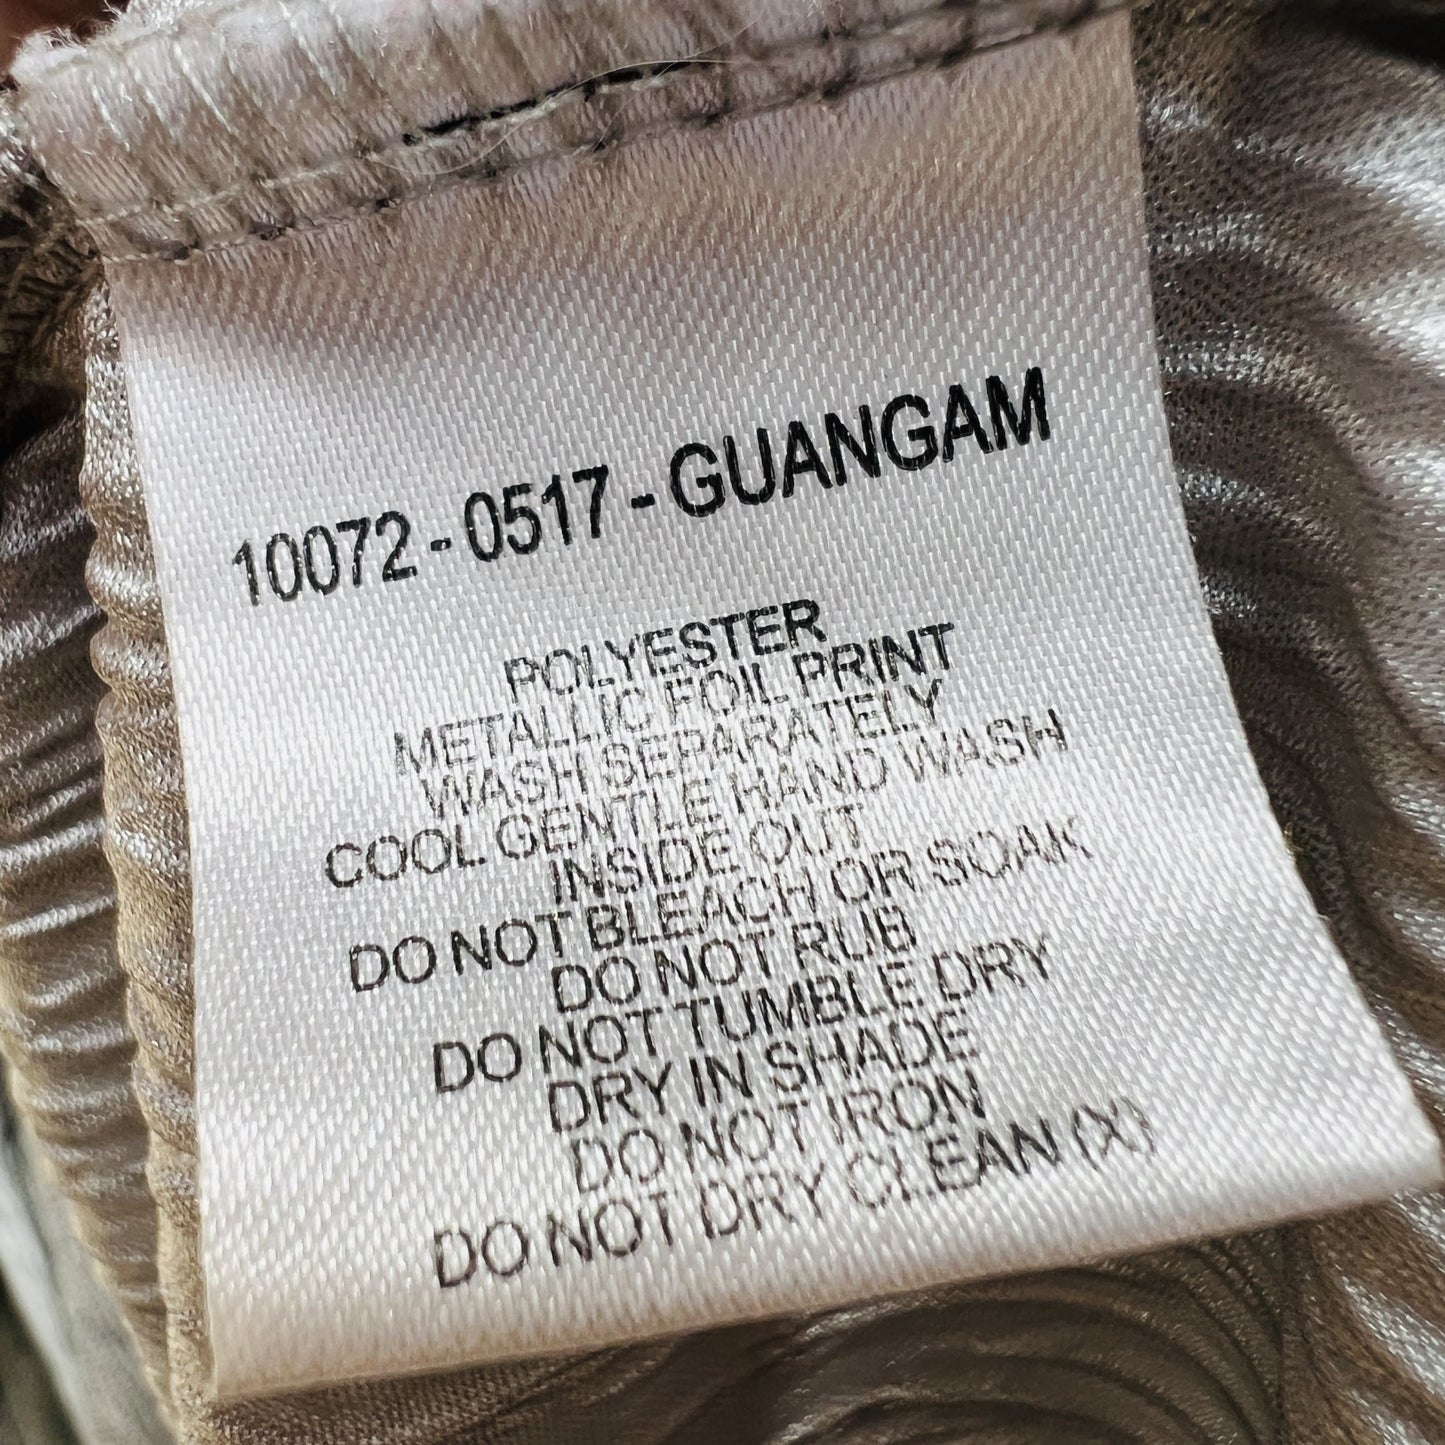 10072-0517-GUANGAM
POLYESTER
METALLIC FOIL PRINT
WASH SEPARATELY
COOL GENTLE HAND WASH
INSIDE OUT
DO NOT BLEACH OR SOAK
DO NOT RUB
DO NOT TUMBLE DRY
DRY IN SHADE
DO NOT IRON
DO NOT DRY CLEAN (X)